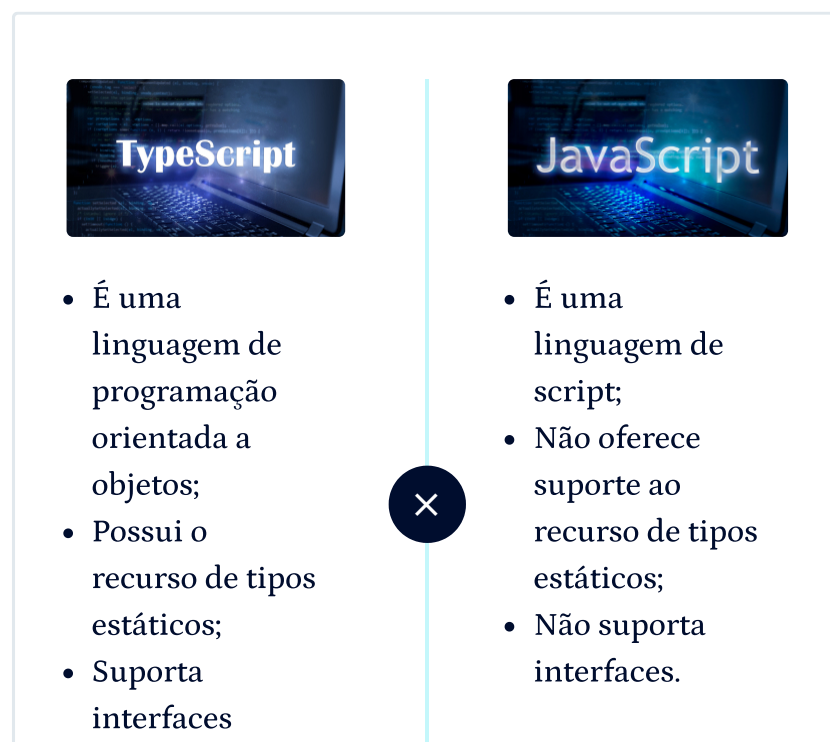 TypeScript
É uma
linguagem de
programação
orientada a
objetos;
Possui o
recurso de tipos
estáticos;
Suporta
interfaces
JavaScript
É uma
linguagem de
script;
Não oferece
suporte ao
recurso de tipos
estáticos;
Não suporta
interfaces.